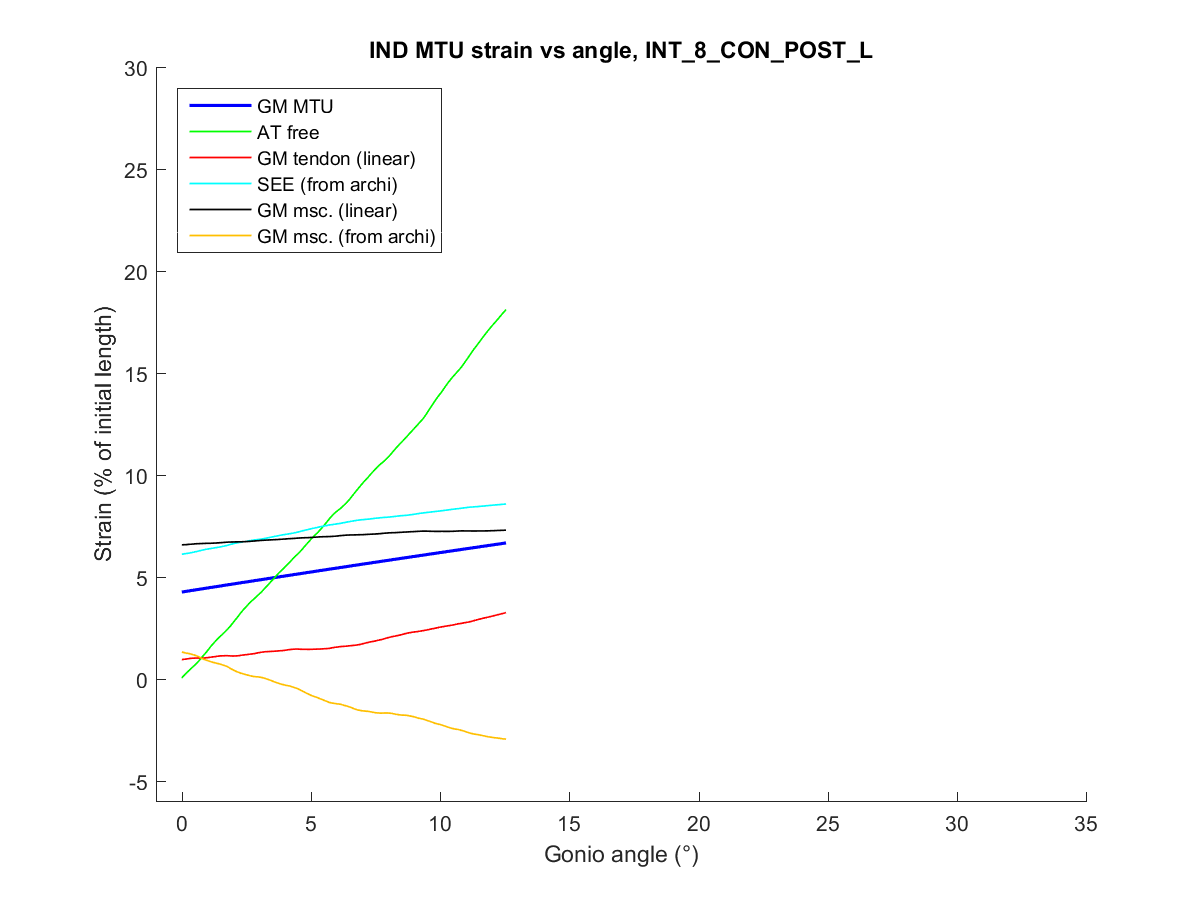 IND MTU strain vs angle, INT_8_CON_POST_L
30
25
20
15
10
5
0
-5
Strain (% of initial length)
GM MTU
AT free
GM tendon (linear)
SEE (from archi)
GM msc. (linear)
GM msc. (from archi)
0 5 10 15 20 25 30 35
Gonio angle (°)